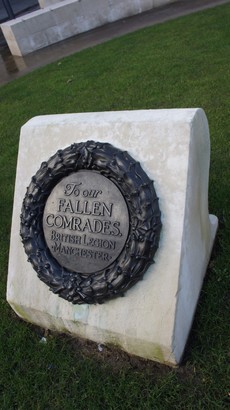 To our
FALLEN
COMRADES.
BRITISH LEGION
·MANCHESTER·